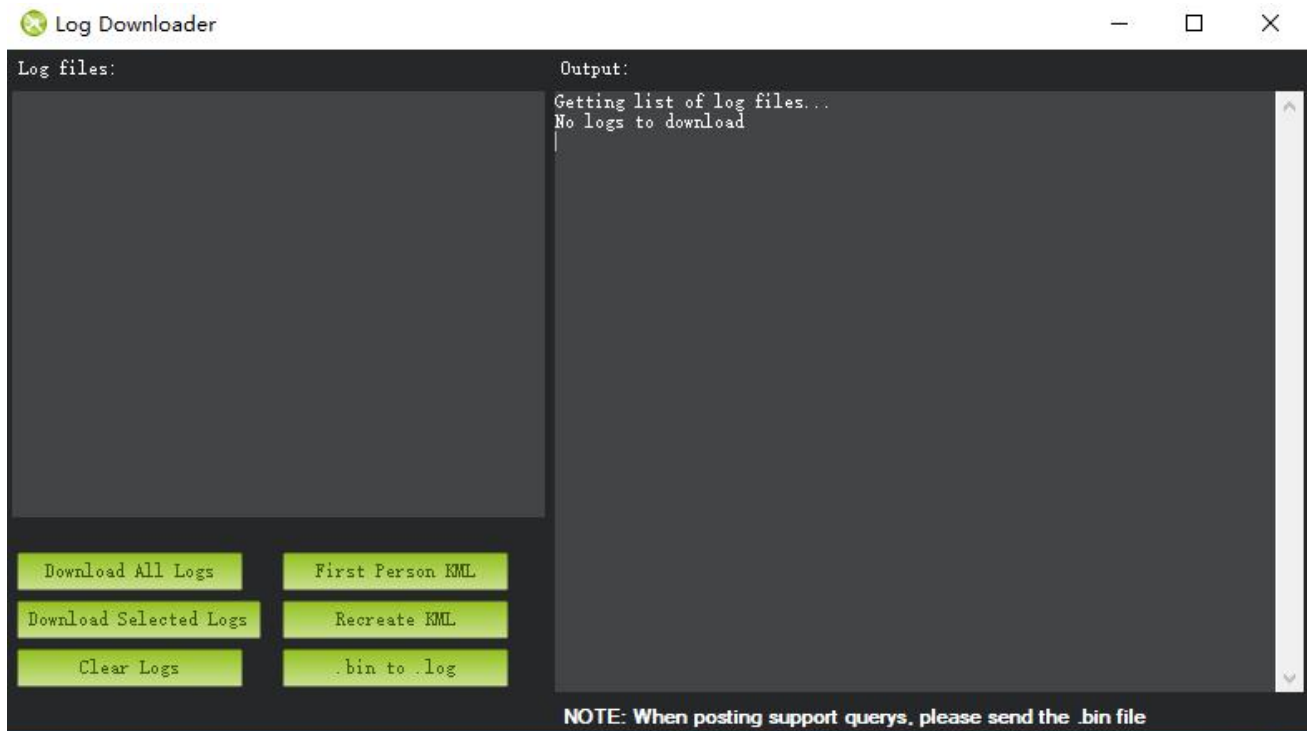 Log Downloader
Log files:
Output:
Getting list of log files...
No logs to download
Download All Logs
First Person KML
Download Selected Logs
Recreate KML
Clear Logs
.bin to .log
NOTE: When posting support querys, please send the .bin file